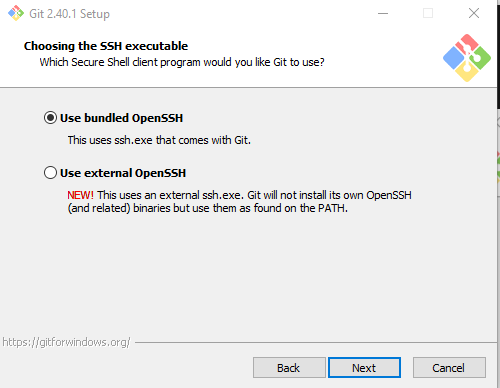 Git 2.40.1 Setup
Choosing the SSH executable
Which Secure Shell client program would you like Git to use?
Use bundled OpenSSH
This uses ssh.exe that comes with Git.
Use external OpenSSH
NEW! This uses an external ssh.exe. Git will not install its own OpenSSH
(and related) binaries but use them as found on the PATH.
https://gitforwindows.org/
Back Next Cancel